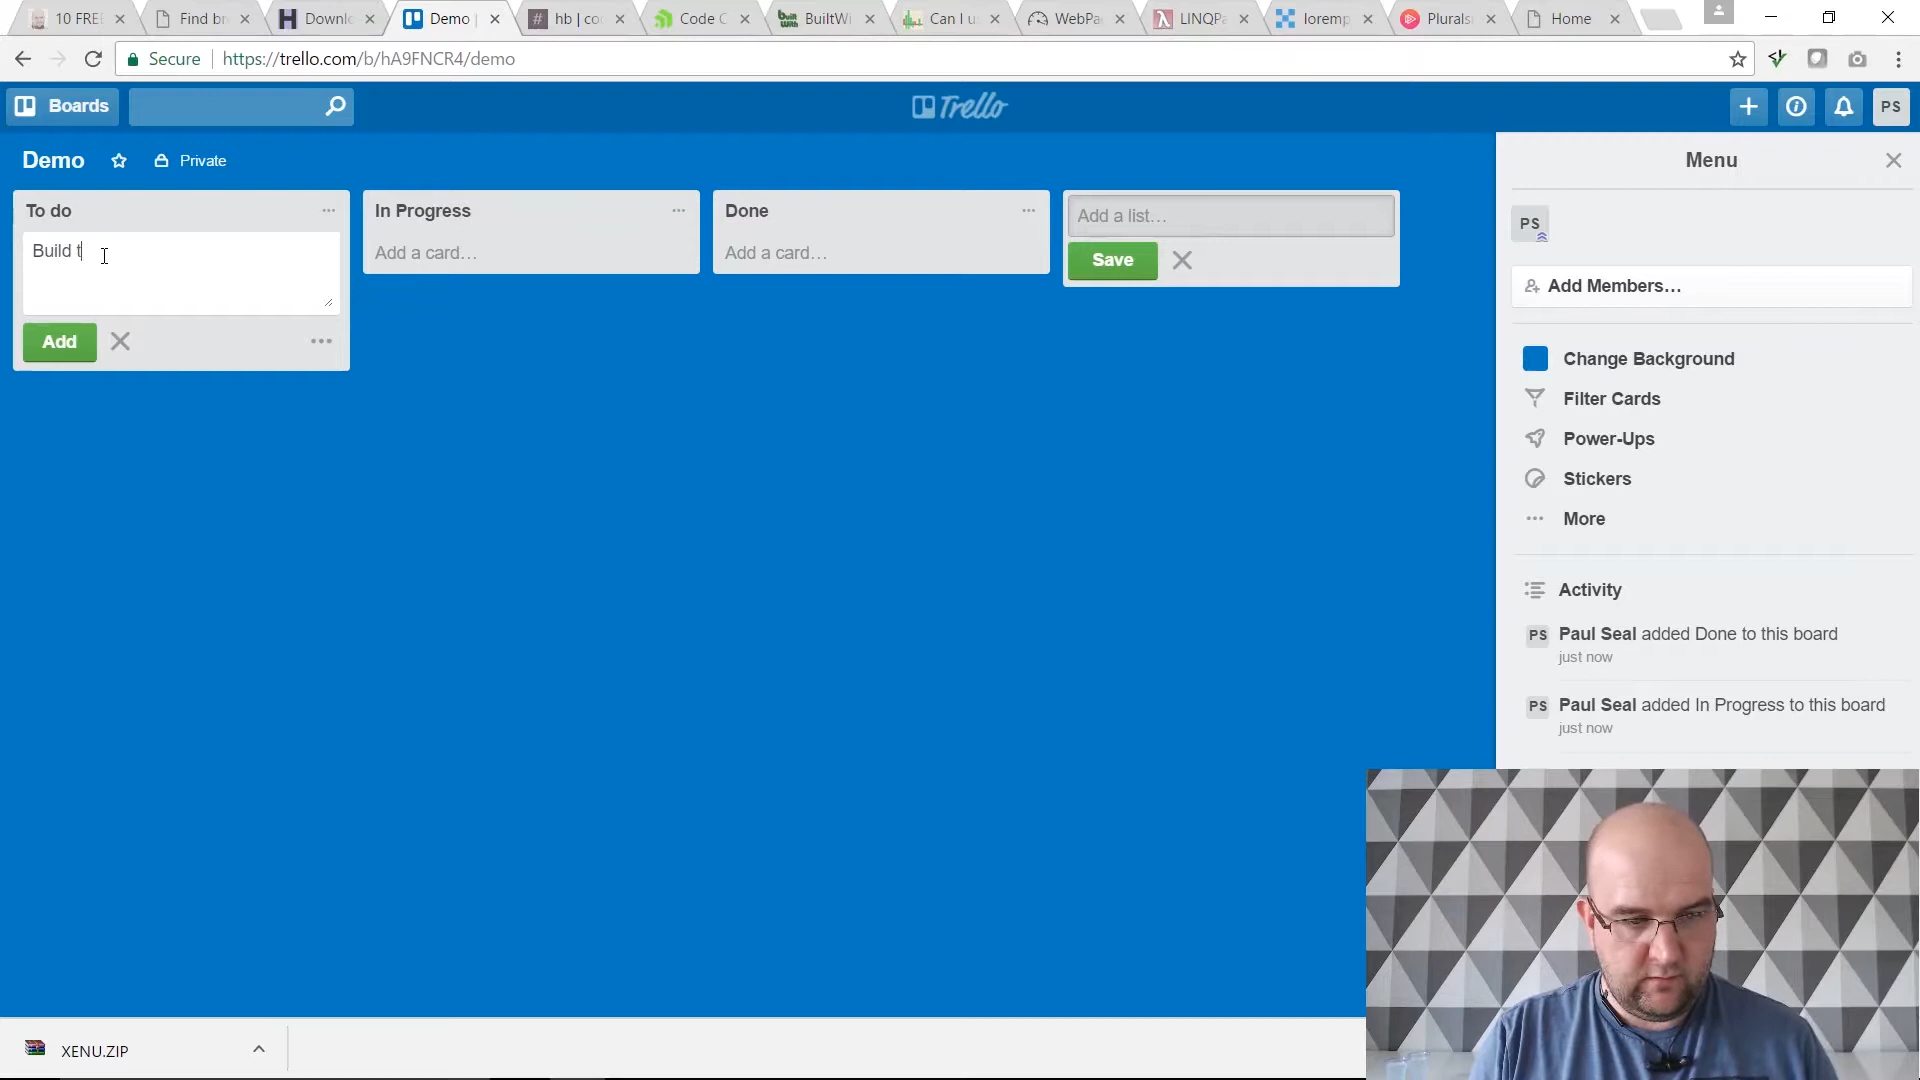 10 FREE
Find br
Downlo
Demo |
hb | co
Code C
BuiltWi
Can I u
WebPa
LINQPa
loremp
Plurals
Home
Secure
https://trello.com/b/hA9FNCR4/demo
Boards
Trello
PS
Demo
Private
Menu
To do
In Progress
Done
Add a list…
PS
Build t
Add a card…
Add a card…
Save
Add Members…
Add
Change Background
Filter Cards
Power-Ups
Stickers
More
Activity
PS Paul Seal added Done to this board
just now
PS Paul Seal added In Progress to this board
just now
XENU.ZIP